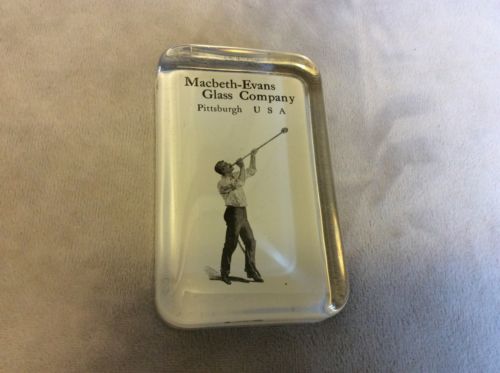 Macbeth-Evans
Glass Company
Pittsburgh U S A